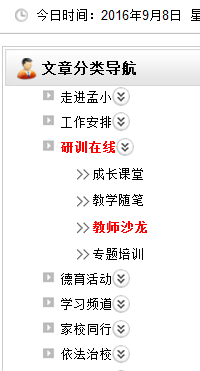 今日时间：2016年9月8日 星
文章分类导航
走进孟小
工作安排
研训在线
成长课堂
教学随笔
教师沙龙
专题培训
德育活动
学习频道
家校同行
依法治校